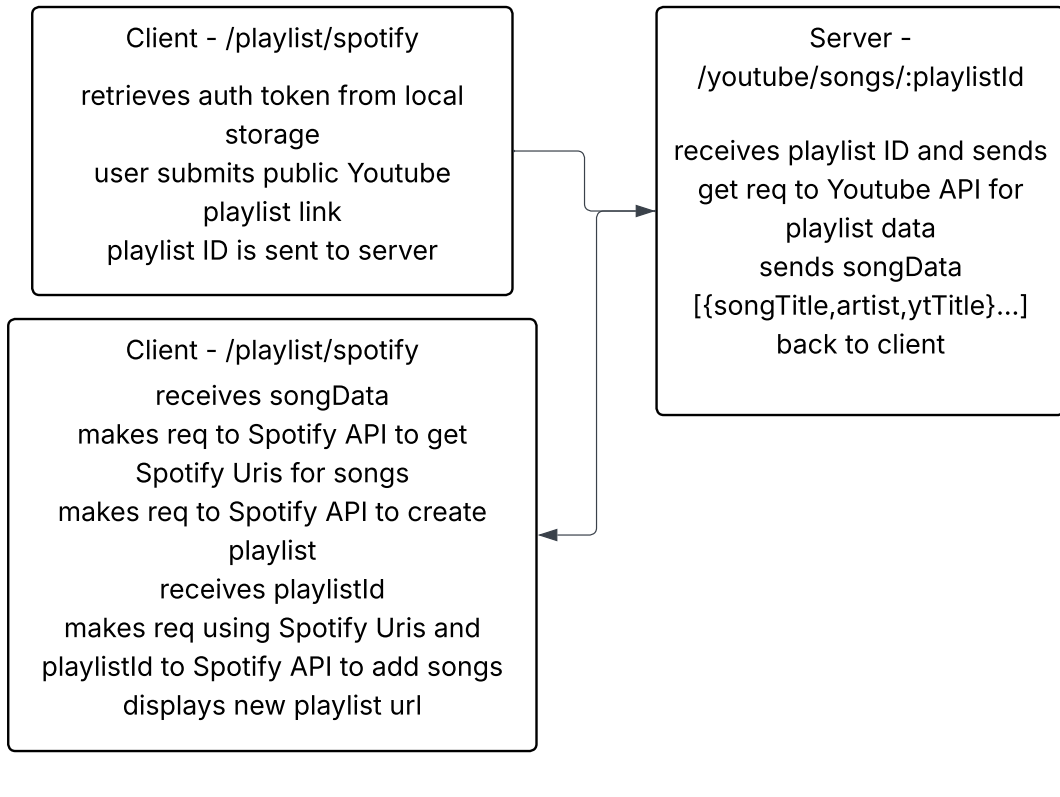 Client - /playlist/spotify
retrieves auth token from local
storage
user submits public Youtube
playlist link
playlist ID is sent to server
Server -
/youtube/songs/:playlistId
receives playlist ID and sends
get req to Youtube API for
playlist data
sends songData
[{songTitle,artist,ytTitle}...]
back to client
Client - /playlist/spotify
receives songData
makes req to Spotify API to get
Spotify Uris for songs
makes req to Spotify API to create
playlist
receives playlistId
makes req using Spotify Uris and
playlistId to Spotify API to add songs
displays new playlist url